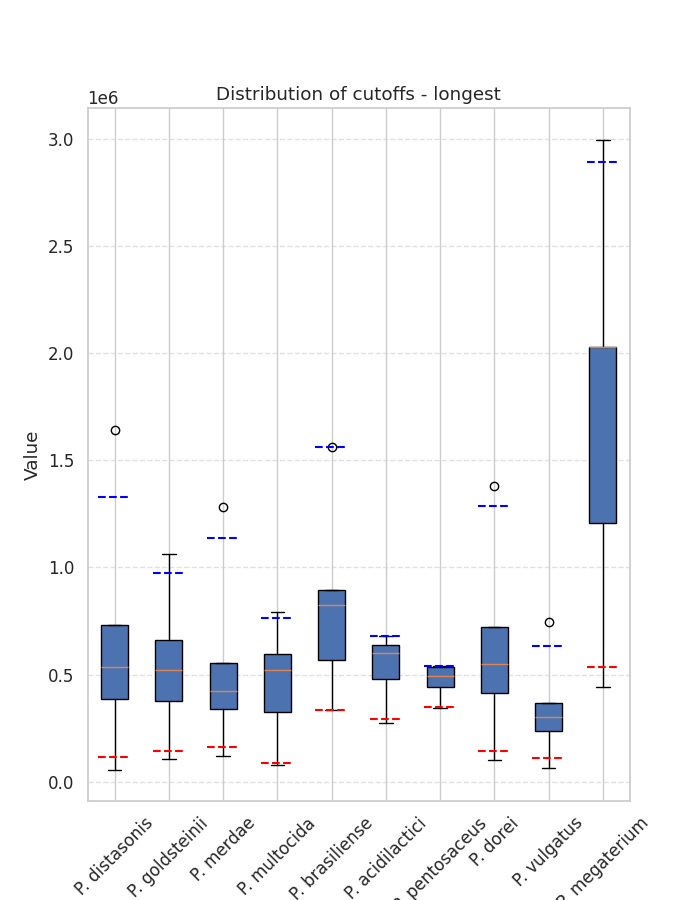 Distribution of cutoffs - longest
1e6
3.0
2.5
2.0
1.5
1.0
0.5
0.0
Value
P. distasonis
P. goldsteinii
P. merdae
P. multocida
P. brasiliense
P. acidilactici
P. pentosaceus
P. dorei
P. vulgatus
P. megaterium